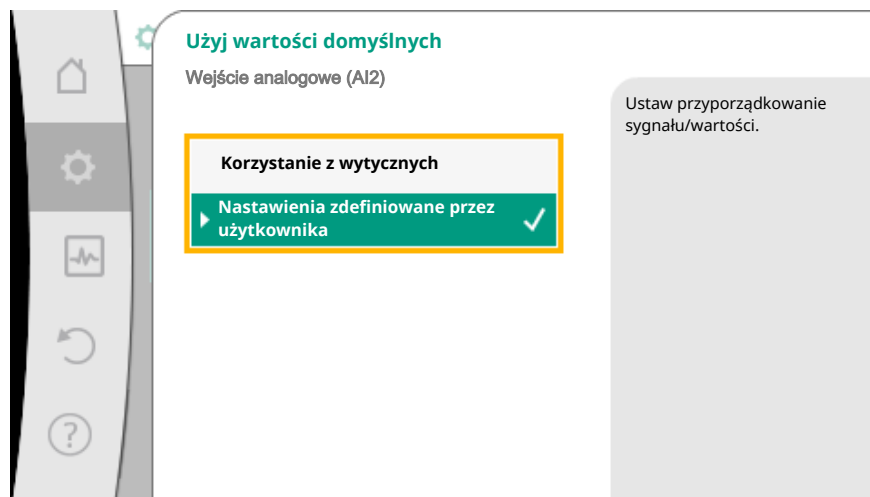 Użyj wartości domyślnych
Wejście analogowe (AI2)
Ustaw przyporządkowanie
sygnału/wartości.
Korzystanie z wytycznych
Nastawienia zdefiniowane przez
użytkownika
?